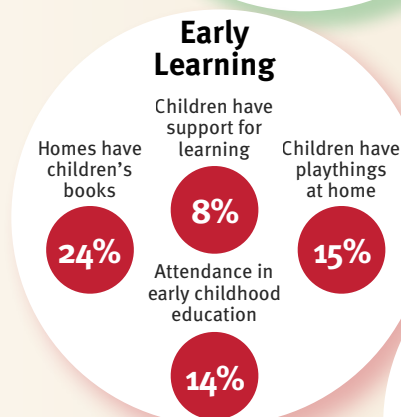 Early
Learning
Children have
support for
learning
8%
Homes have
children's
books
24%
Children have
playthings
at home
15%
Attendance in
early childhood
education
14%